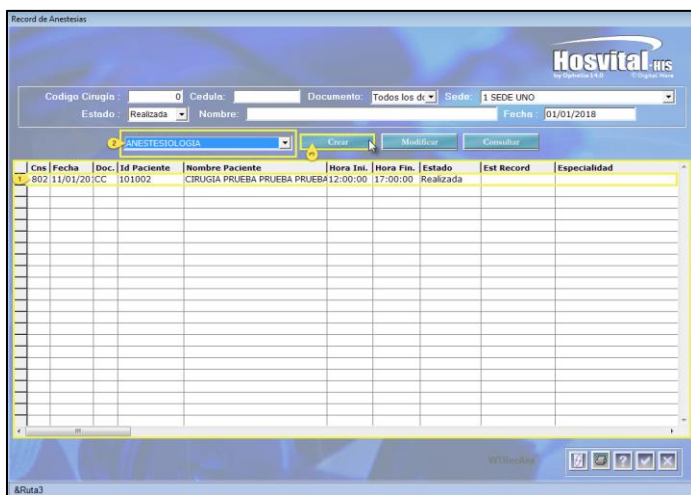 Record de Anestesias
Hosvital-HIS
by Ophelia 14.0 © Digital Ware
Codigo Cirugía : 0 Cedula: Documento: Todos los dc Sede: 1 SEDE UNO
Estado : Realizada Nombre: Fecha : 01/01/2018
2 ANESTESIOLOGIA 3 Crear Modificar Consultar
Cns Fecha Doc. Id Paciente Nombre Paciente Hora Ini. Hora Fin. Estado Est Record Especialidad
1 802 11/01/201 CC 101002 CIRUGIA PRUEBA PRUEBA PRUEBA 12:00:00 17:00:00 Realizada
&Ruta3